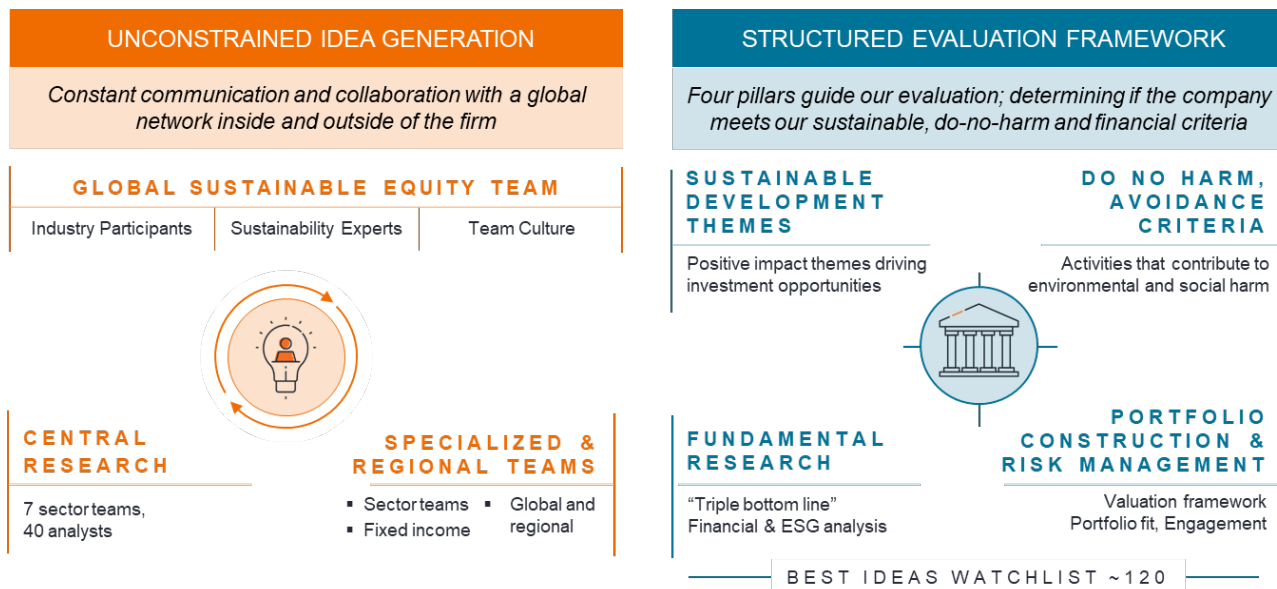 UNCONSTRAINED IDEA GENERATION
Constant communication and collaboration with a global
network inside and outside of the firm
GLOBAL SUSTAINABLE EQUITY TEAM
Industry Participants
Sustainability Experts
Team Culture
CENTRAL
RESEARCH
7 sector teams,
40 analysts
SPECIALIZED &
REGIONAL TEAMS
▪ Sector teams
▪ Fixed income
▪ Global and
regional
STRUCTURED EVALUATION FRAMEWORK
Four pillars guide our evaluation; determining if the company
meets our sustainable, do-no-harm and financial criteria
SUSTAINABLE
DEVELOPMENT
THEMES
Positive impact themes driving
investment opportunities
DO NO HARM,
AVOIDANCE
CRITERIA
Activities that contribute to
environmental and social harm
FUNDAMENTAL
RESEARCH
“Triple bottom line”
Financial & ESG analysis
PORTFOLIO
CONSTRUCTION &
RISK MANAGEMENT
Valuation framework
Portfolio fit, Engagement
BEST IDEAS WATCHLIST ~120